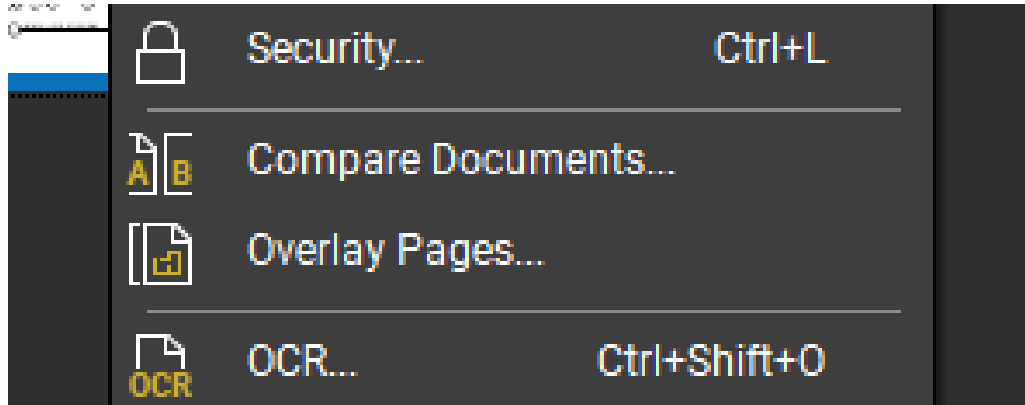 Security... Ctrl+L
A B Compare Documents...
Overlay Pages...
OCR OCR... Ctrl+Shift+O